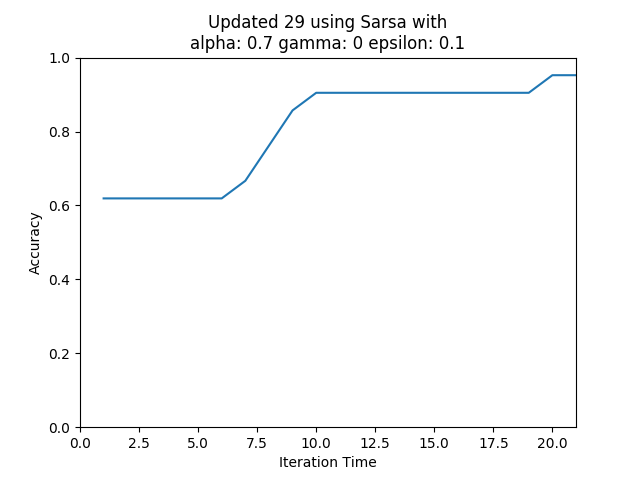 Updated 29 using Sarsa with
alpha: 0.7 gamma: 0 epsilon: 0.1
1.0
0.8
0.6
0.4
0.2
0.0
Accuracy
0.0 2.5 5.0 7.5 10.0 12.5 15.0 17.5 20.0
Iteration Time